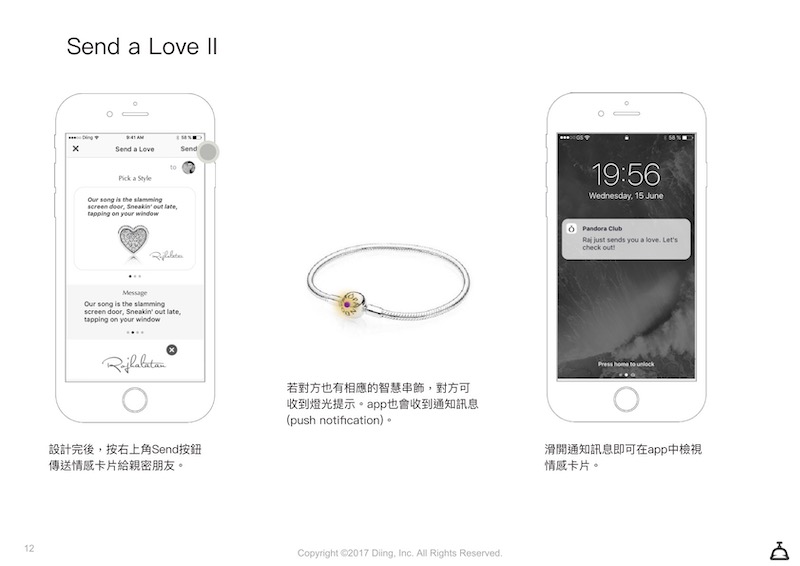 Send a Love II
Diing
9:41 AM
58 %
Send a Love
Send
to
Pick a Style
Our song is the slamming
screen door, Sneakin' out late,
tapping on your window
Rajhalatan
Message
Our song is the slamming
screen door, Sneakin' out late,
tapping on your window
Rajhalatan
設計完後，按右上角Send按鈕
傳送情感卡片給親密朋友。
若對方也有相應的智慧串飾，對方可
收到燈光提示。app也會收到通知訊息
(push notification)。
GS
58 %
19:56
Wednesday, 15 June
Pandora Club
Raj just sends you a love. Let's
check out!
Press home to unlock
滑開通知訊息即可在app中檢視
情感卡片。
12
Copyright ©2017 Diing, Inc. All Rights Reserved.